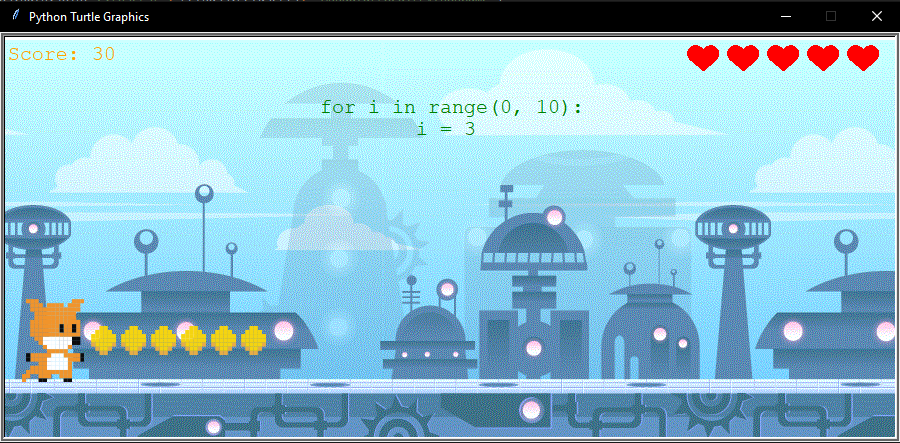 Python Turtle Graphics
Score: 30
for i in range(0, 10):
i = 3